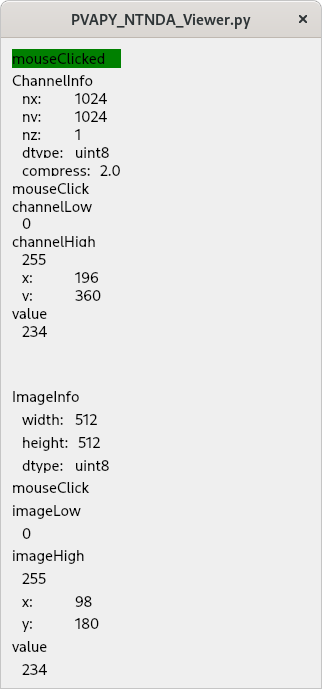 PVAPY_NTNDA_Viewer.py ×
mouseClicked
ChannelInfo
nx: 1024
ny: 1024
nz: 1
dtype: uint8
compress: 2.0
mouseClick
channelLow
0
channelHigh
255
x: 196
y: 360
value
234
ImageInfo
width: 512
height: 512
dtype: uint8
mouseClick
imageLow
0
imageHigh
255
x: 98
y: 180
value
234